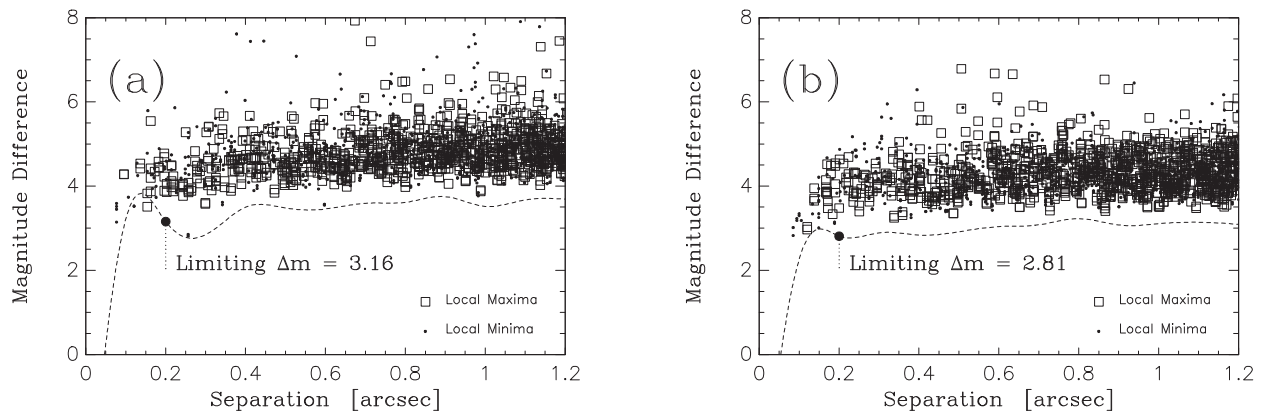 (a)
Magnitude Difference
8
6
4
2
0
Limiting Δm = 3.16
Local Maxima
Local Minima
0 0.2 0.4 0.6 0.8 1 1.2
Separation [arcsec]
(b)
Magnitude Difference
8
6
4
2
0
Limiting Δm = 2.81
Local Maxima
Local Minima
0 0.2 0.4 0.6 0.8 1 1.2
Separation [arcsec]